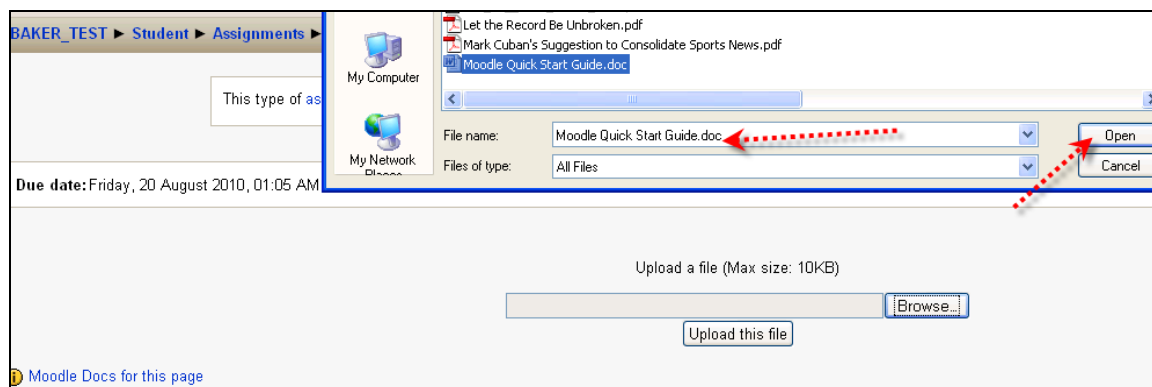 Let the Record Be Unbroken.pdf
BAKER_TEST ► Student ► Assignments ►
Mark Cuban's Suggestion to Consolidate Sports News.pdf
Moodle Quick Start Guide.doc
My Computer
This type of as
File name: Moodle Quick Start Guide.doc Open
My Network
Files of type: All Files Cancel
Places
Due date: Friday, 20 August 2010, 01:05 AM
Upload a file (Max size: 10KB)
Browse...
Upload this file
Moodle Docs for this page